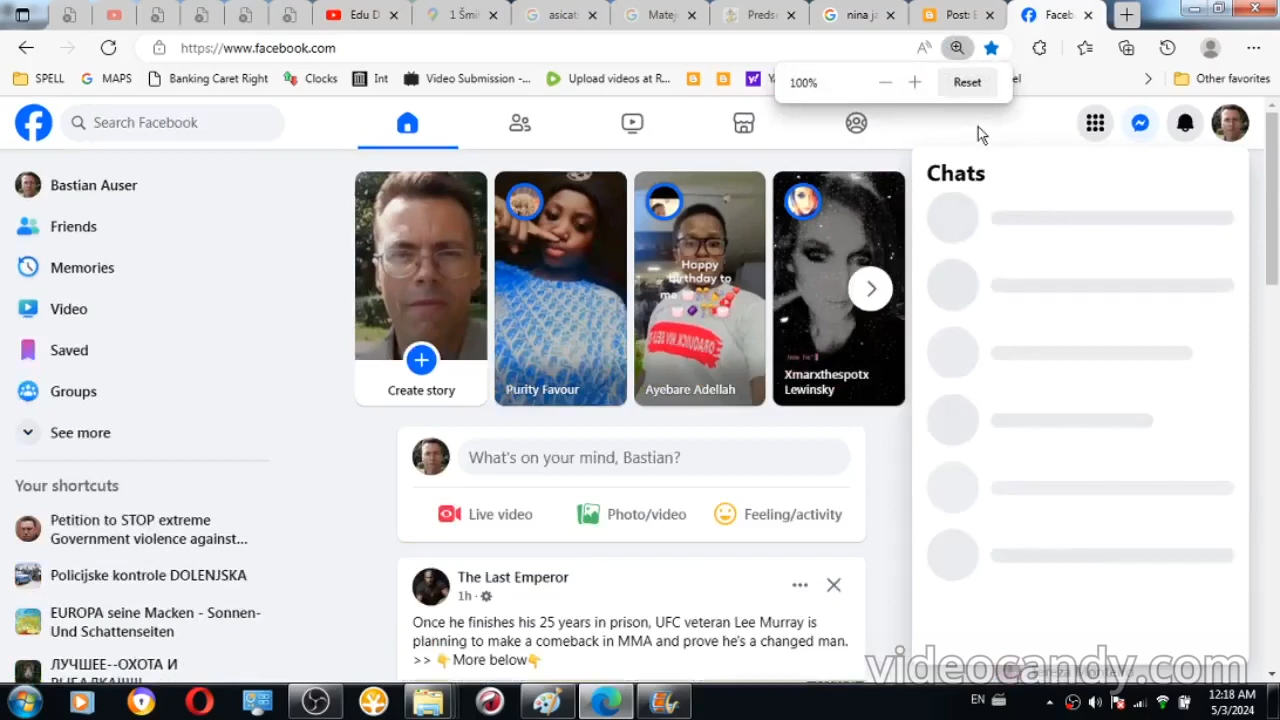 Edu D
1 Šmi
asicat
Matej
Preds
nina ja
Post: E
Faceb
https://www.facebook.com
SPELL
MAPS
Banking Caret Right
Clocks
Int
Video Submission -...
Upload videos at R...
Other favorites
100%
Reset
Search Facebook
Bastian Auser
Friends
Memories
Video
Saved
Groups
See more
Your shortcuts
Petition to STOP extreme
Government violence against...
Policijske kontrole DOLENJSKA
EUROPA seine Macken - Sonnen-
Und Schattenseiten
ЛУЧШЕЕ--ОХОТА И
Create story
Purity Favour
Happy
birthday to
me
Ayebare Adellah
Xmarxthespotx
Lewinsky
What's on your mind, Bastian?
Live video
Photo/video
Feeling/activity
The Last Emperor
1h
Once he finishes his 25 years in prison, UFC veteran Lee Murray is
planning to make a comeback in MMA and prove he's a changed man.
>> 👇More below👇
Chats
videocandy.com
EN
12:18 AM
5/3/2024